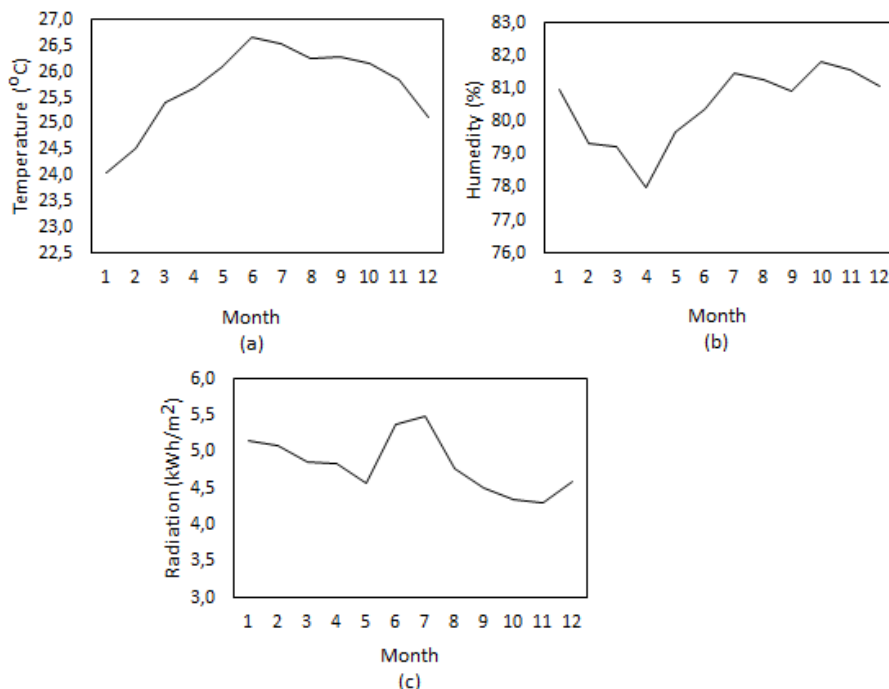 Temperature (⁰C)
27,0
26,5
26,0
25,5
25,0
24,5
24,0
23,5
23,0
22,5
1 2 3 4 5 6 7 8 9 10 11 12
Month
(a)
Humedity (%)
83,0
82,0
81,0
80,0
79,0
78,0
77,0
76,0
1 2 3 4 5 6 7 8 9 10 11 12
Month
(b)
Radiation (kWh/m²)
6,0
5,5
5,0
4,5
4,0
3,5
3,0
1 2 3 4 5 6 7 8 9 10 11 12
Month
(c)